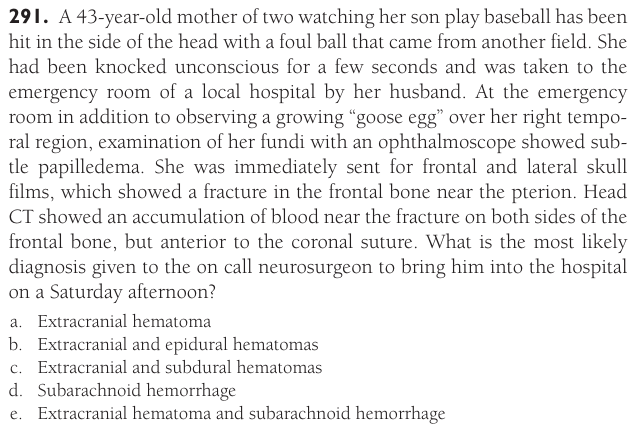 291. A 43-year-old mother of two watching her son play baseball has been
hit in the side of the head with a foul ball that came from another field. She
had been knocked unconscious for a few seconds and was taken to the
emergency room of a local hospital by her husband. At the emergency
room in addition to observing a growing “goose egg” over her right tempo-
ral region, examination of her fundi with an ophthalmoscope showed sub-
tle papilledema. She was immediately sent for frontal and lateral skull
films, which showed a fracture in the frontal bone near the pterion. Head
CT showed an accumulation of blood near the fracture on both sides of the
frontal bone, but anterior to the coronal suture. What is the most likely
diagnosis given to the on call neurosurgeon to bring him into the hospital
on a Saturday afternoon?
a. Extracranial hematoma
b. Extracranial and epidural hematomas
c. Extracranial and subdural hematomas
d. Subarachnoid hemorrhage
e. Extracranial hematoma and subarachnoid hemorrhage